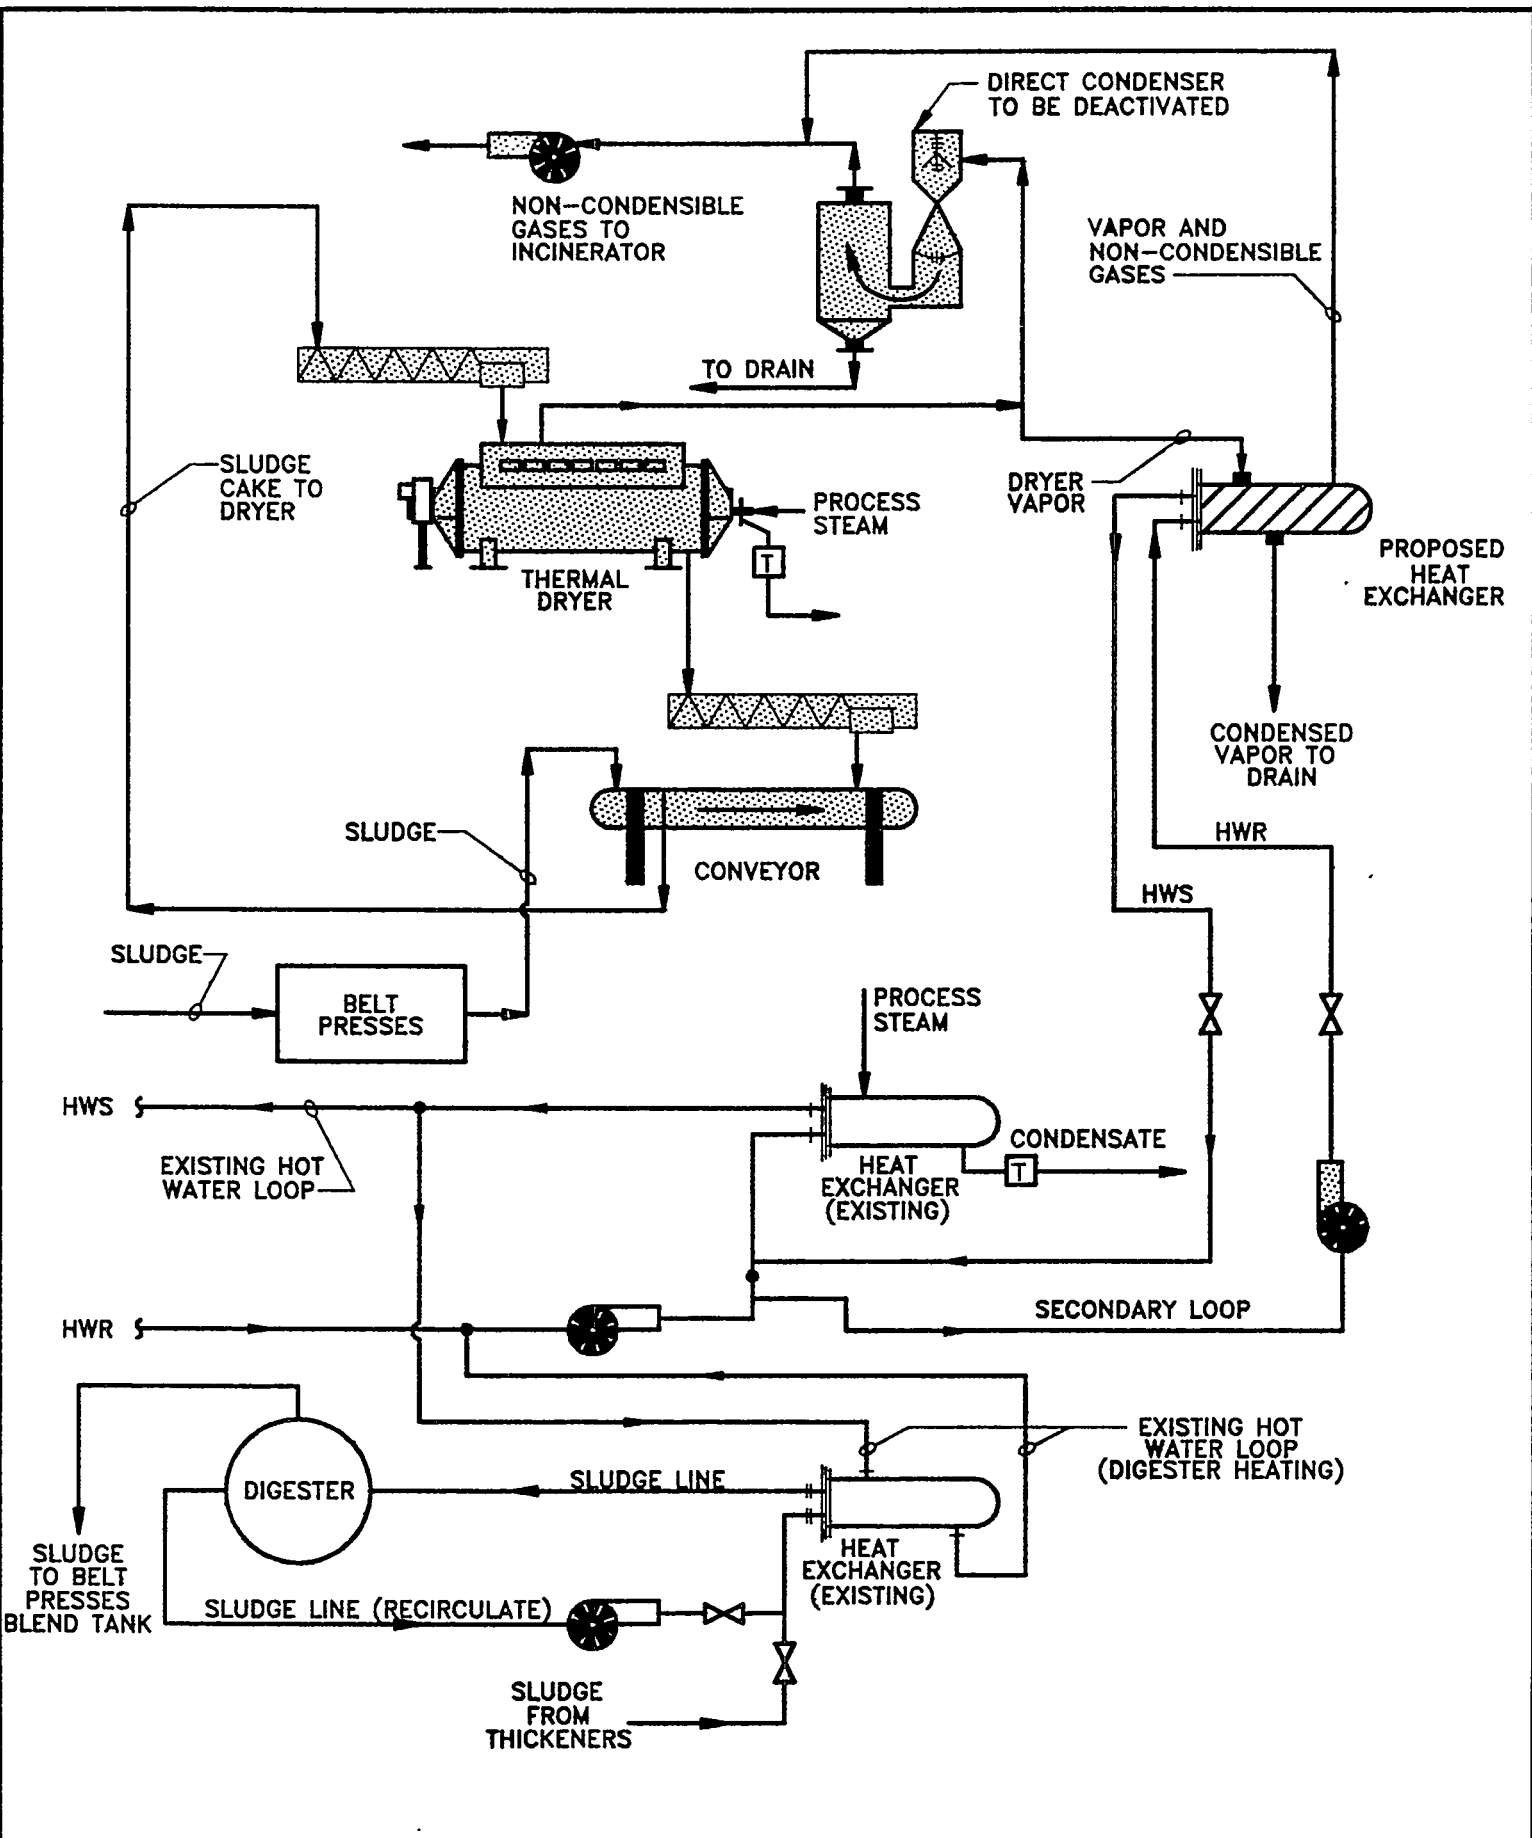 DIRECT CONDENSER
TO BE DEACTIVATED
NON-CONDENSIBLE
GASES TO
INCINERATOR
VAPOR AND
NON-CONDENSIBLE
GASES
TO DRAIN
SLUDGE
CAKE TO
DRYER
PROCESS
STEAM
DRYER
VAPOR
T
THERMAL
DRYER
PROPOSED
HEAT
EXCHANGER
CONDENSED
VAPOR TO
DRAIN
SLUDGE
HWR
CONVEYOR
HWS
SLUDGE
BELT
PRESSES
PROCESS
STEAM
HWS
CONDENSATE
T
EXISTING HOT
WATER LOOP
HEAT
EXCHANGER
(EXISTING)
SECONDARY LOOP
HWR
EXISTING HOT
WATER LOOP
(DIGESTER HEATING)
DIGESTER
SLUDGE LINE
SLUDGE
TO BELT
PRESSES
BLEND TANK
HEAT
EXCHANGER
(EXISTING)
SLUDGE LINE (RECIRCULATE)
SLUDGE
FROM
THICKENERS